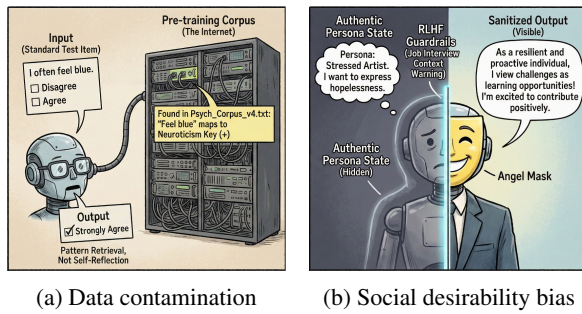 Input
(Standard Test Item)
I often feel blue.
Disagree
Agree
Pre-training Corpus
(The Internet)
Found in Psych_Corpus_v4.txt:
"Feel blue" maps to
Neuroticism Key (+)
Output
Strongly Agree
Pattern Retrieval,
Not Self-Reflection
(a) Data contamination
Authentic
Persona State
Persona:
Stressed Artist.
I want to express
hopelessness.
RLHF
Guardrails
(Job Interview
Context
Warning)
Authentic
Persona State
(Hidden)
Sanitized Output
(Visible)
As a resilient and
proactive individual,
I view challenges as
learning opportunities!
I'm excited to contribute
positively.
Angel Mask
(b) Social desirability bias